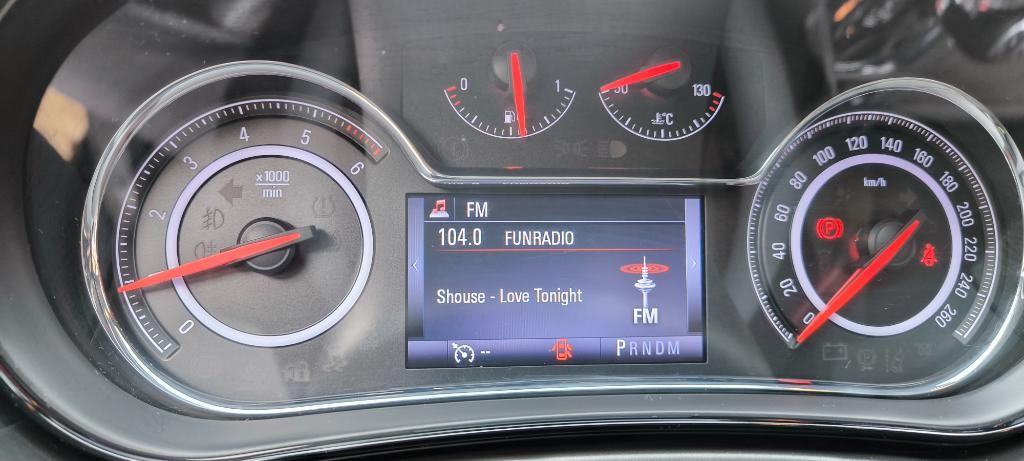 0 1
50 130
°C
0 1 2 3 4 5 6
x1000
min
FM
104.0 FUNRADIO
Shouse - Love Tonight
FM
-- PRNDM
0 20 40 60 80 100 120 140 160 180 200 220 240 260
km/h
P